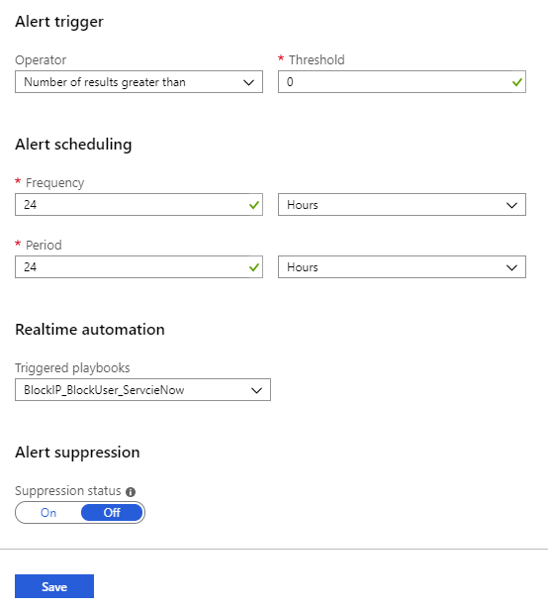 Alert trigger
Operator
* Threshold
Number of results greater than
0
Alert scheduling
* Frequency
24
Hours
* Period
24
Hours
Realtime automation
Triggered playbooks
BlockIP_BlockUser_ServcieNow
Alert suppression
Suppression status
On
Off
Save